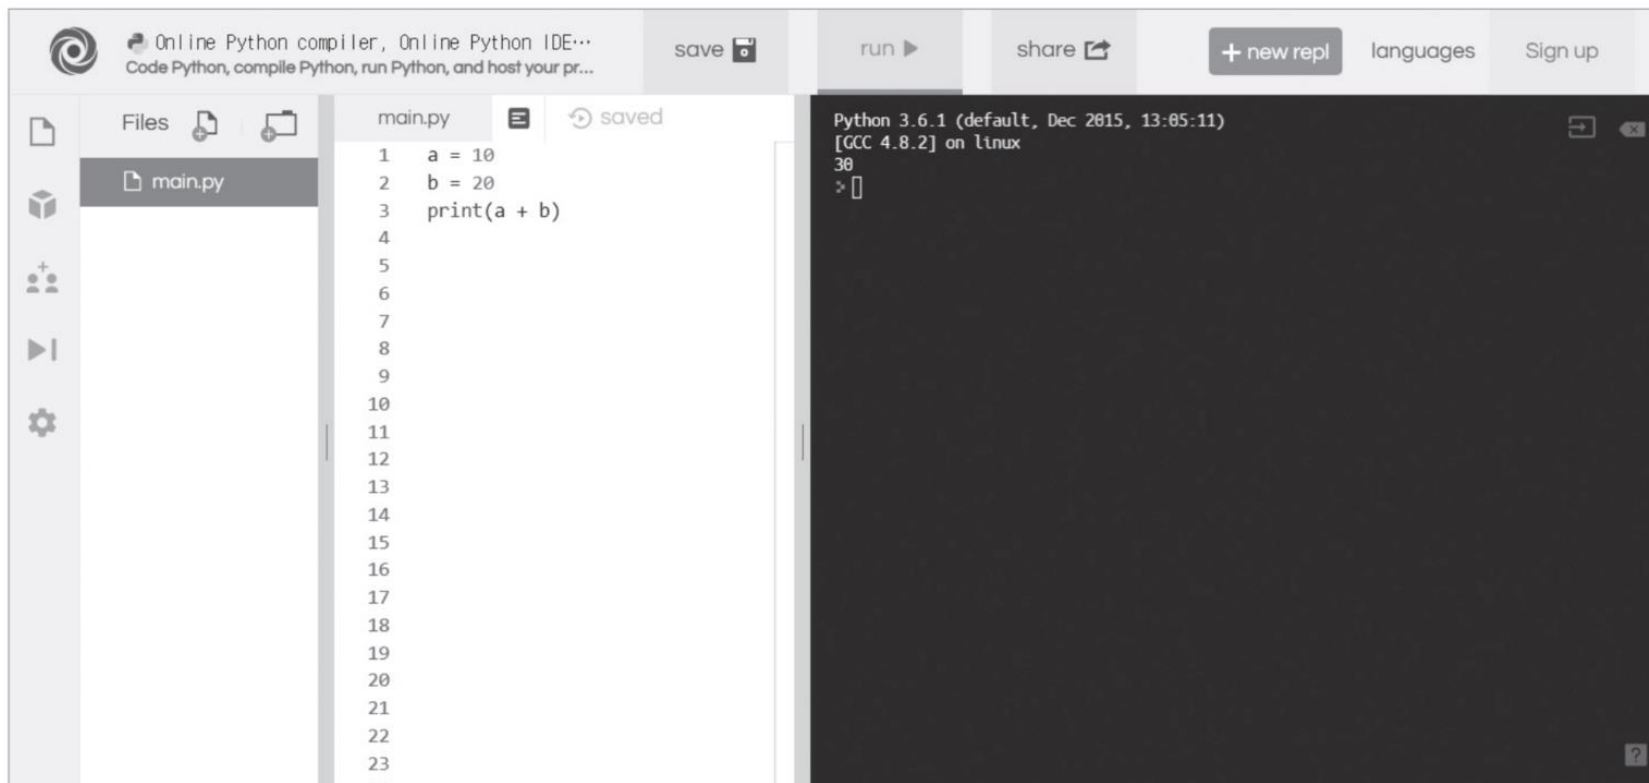 Online Python compiler, Online Python IDE…
Code Python, compile Python, run Python, and host your pr...
save
run
share
+ new repl
languages
Sign up
Files
main.py
main.py
saved
1 a = 10
2 b = 20
3 print(a + b)
4
5
6
7
8
9
10
11
12
13
14
15
16
17
18
19
20
21
22
23
Python 3.6.1 (default, Dec 2015, 13:05:11)
[GCC 4.8.2] on linux
30
>
?